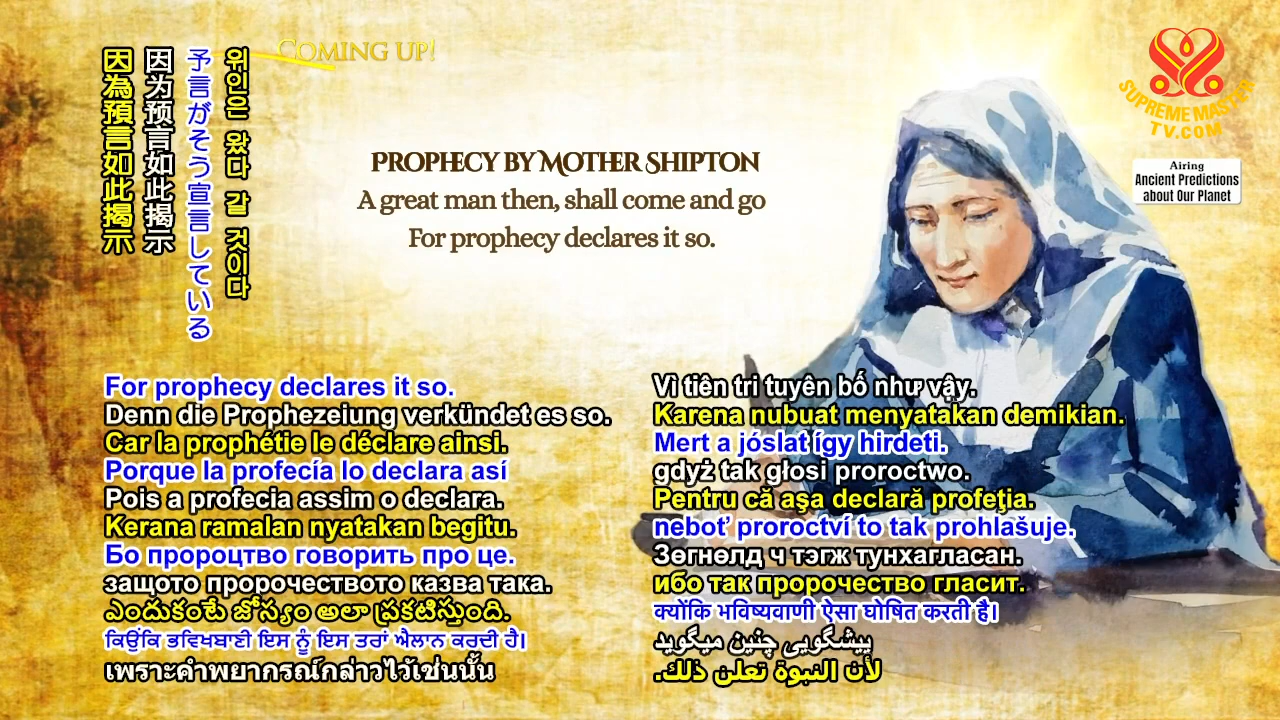 COMING UP!
SUPREME MASTER
TV.COM
Airing
Ancient Predictions
about Our Planet
因為預言如此揭示
因为预言如此揭示
予言がそう宣言している
위인은 왔다 갈 것이다
PROPHECY BY MOTHER SHIPTON
A great man then, shall come and go
For prophecy declares it so.
For prophecy declares it so.
Denn die Prophezeiung verkündet es so.
Car la prophétie le déclare ainsi.
Porque la profecía lo declara así
Pois a profecia assim o declara.
Kerana ramalan nyatakan begitu.
Бо пророцтво говорить про це.
защото пророчеството казва така.
ఎందుకంటే జోస్యం అలా ప్రకటిస్తుంది.
ਕਿਉਂਕਿ ਭਵਿਖਬਾਣੀ ਇਸ ਨੂੰ ਇਸ ਤਰਾਂ ਐਲਾਨ ਕਰਦੀ ਹੈ।
เพราะคำพยากรณ์กล่าวไว้เช่นนั้น
Vì tiên tri tuyên bố như vậy.
Karena nubuat menyatakan demikian.
Mert a jóslat így hirdeti.
gdyż tak głosi proroctwo.
Pentru că aşa declară profeţia.
neboť proroctví to tak prohlašuje.
Зөгнөлд ч тэгж тунхагласан.
ибо так пророчество гласит.
क्योंकि भविष्यवाणी ऐसा घोषित करती है।
پیشگویی چنین میگوید
لأن النبوة تعلن ذلك.